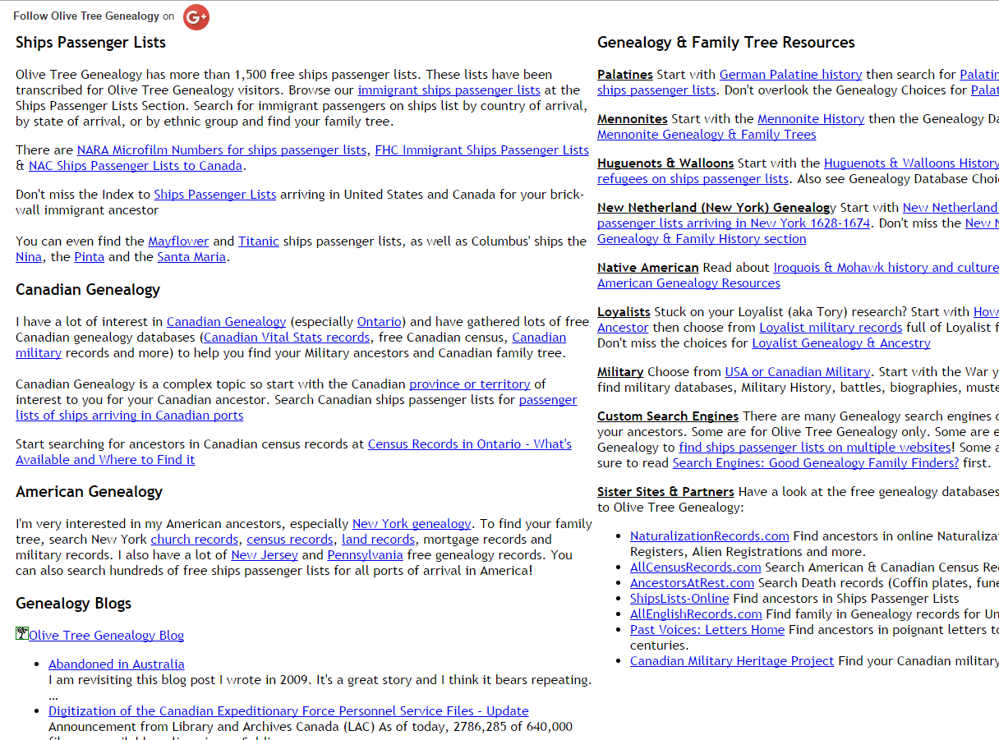 Follow Olive Tree Genealogy on G+
Ships Passenger Lists
Olive Tree Genealogy has more than 1,500 free ships passenger lists. These lists have been
transcribed for Olive Tree Genealogy visitors. Browse our immigrant ships passenger lists at the
Ships Passenger Lists Section. Search for immigrant passengers on ships list by country of arrival,
by state of arrival, or by ethnic group and find your family tree.
There are NARA Microfilm Numbers for ships passenger lists, FHC Immigrant Ships Passenger Lists
& NAC Ships Passenger Lists to Canada.
Don't miss the Index to Ships Passenger Lists arriving in United States and Canada for your brick-
wall immigrant ancestor
You can even find the Mayflower and Titanic ships passenger lists, as well as Columbus' ships the
Nina, the Pinta and the Santa Maria.
Canadian Genealogy
I have a lot of interest in Canadian Genealogy (especially Ontario) and have gathered lots of free
Canadian genealogy databases (Canadian Vital Stats records, free Canadian census, Canadian
military records and more) to help you find your Military ancestors and Canadian family tree.
Canadian Genealogy is a complex topic so start with the Canadian province or territory of
interest to you for your Canadian ancestor. Search Canadian ships passenger lists for passenger
lists of ships arriving in Canadian ports
Start searching for ancestors in Canadian census records at Census Records in Ontario - What's
Available and Where to Find it
American Genealogy
I'm very interested in my American ancestors, especially New York genealogy. To find your family
tree, search New York church records, census records, land records, mortgage records and
military records. I also have a lot of New Jersey and Pennsylvania free genealogy records. You
can also search hundreds of free ships passenger lists for all ports of arrival in America!
Genealogy Blogs
Olive Tree Genealogy Blog
• Abandoned in Australia
I am revisiting this blog post I wrote in 2009. It's a great story and I think it bears repeating.
...
• Digitization of the Canadian Expeditionary Force Personnel Service Files - Update
Announcement from Library and Archives Canada (LAC) As of today, 2786,285 of 640,000
Genealogy & Family Tree Resources
Palatines Start with German Palatine history then search for Palatin
ships passenger lists. Don't overlook the Genealogy Choices for Palat
Mennonites Start with the Mennonite History then the Genealogy Da
Mennonite Genealogy & Family Trees
Huguenots & Walloons Start with the Huguenots & Walloons History
refugees on ships passenger lists. Also see Genealogy Database Choic
New Netherland (New York) Genealogy Start with New Netherland
passenger lists arriving in New York 1628-1674. Don't miss the New N
Genealogy & Family History section
Native American Read about Iroquois & Mohawk history and culture
American Genealogy Resources
Loyalists Stuck on your Loyalist (aka Tory) research? Start with How
Ancestor then choose from Loyalist military records full of Loyalist f
Don't miss the choices for Loyalist Genealogy & Ancestry
Military Choose from USA or Canadian Military. Start with the War y
find military databases, Military History, battles, biographies, muste
Custom Search Engines There are many Genealogy search engines
your ancestors. Some are for Olive Tree Genealogy only. Some are e
Genealogy to find ships passenger lists on multiple websites! Some a
sure to read Search Engines: Good Genealogy Family Finders? first.
Sister Sites & Partners Have a look at the free genealogy databases
to Olive Tree Genealogy:
• NaturalizationRecords.com Find ancestors in online Naturaliza
Registers, Alien Registrations and more.
• AllCensusRecords.com Search American & Canadian Census Re
• AncestorsAtRest.com Search Death records (Coffin plates, fune
• ShipsLists-Online Find ancestors in Ships Passenger Lists
• AllEnglishRecords.com Find family in Genealogy records for Un
• Past Voices: Letters Home Find ancestors in poignant letters to
centuries.
• Canadian Military Heritage Project Find your Canadian military